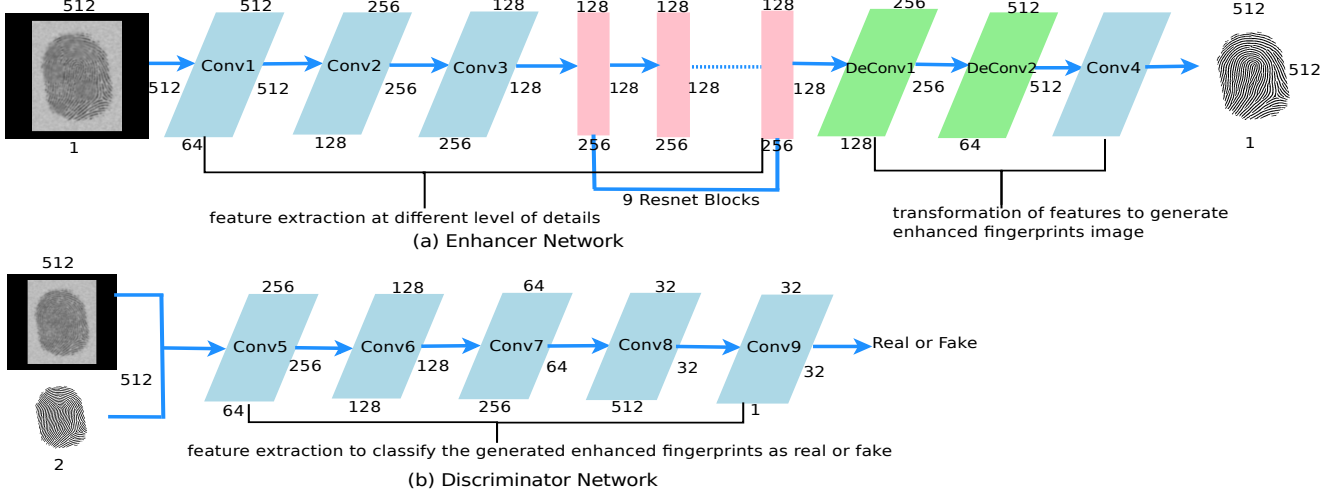 512 512 256 128 128 128 128 256 512 512
Conv1 Conv2 Conv3 DeConv1 DeConv2 Conv4
512 512 256 128 128 128 128 256 512 512
1 64 128 256 256 256 256 128 64 1
9 Resnet Blocks
feature extraction at different level of details
transformation of features to generate
enhanced fingerprints image
(a) Enhancer Network
512 256 128 64 32 32
Conv5 Conv6 Conv7 Conv8 Conv9 Real or Fake
512 256 128 64 32 32
2 64 128 256 512 1
feature extraction to classify the generated enhanced fingerprints as real or fake
(b) Discriminator Network